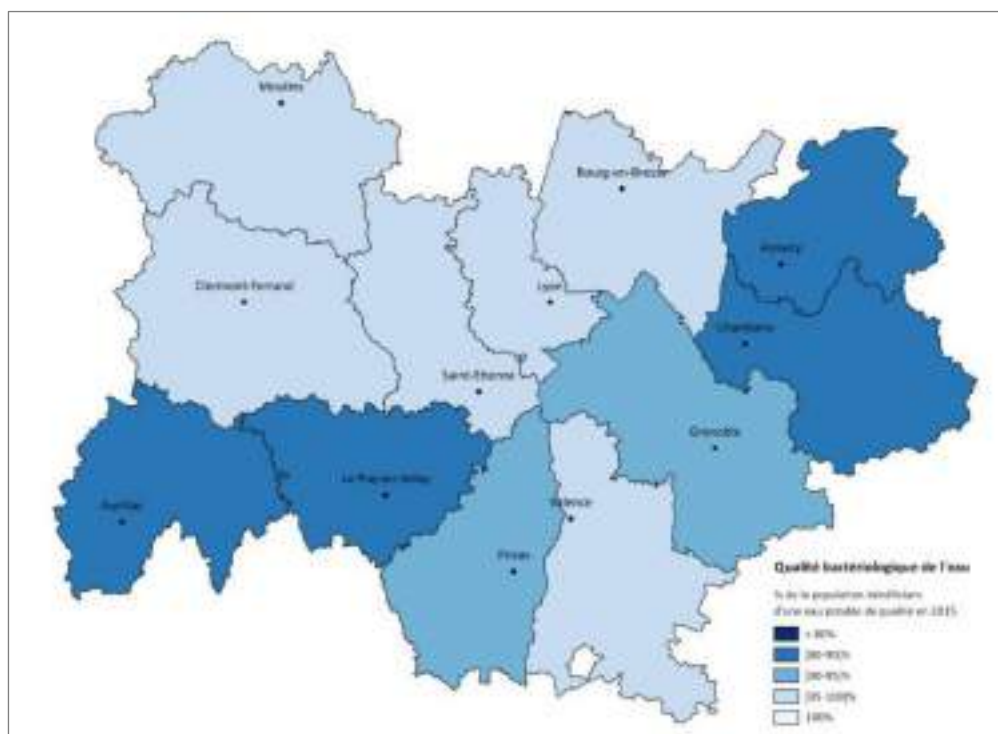 Moulins
Bourg-en-Bresse
Annecy
Clermont-Ferrand
Lyon
Chambéry
Saint-Etienne
Grenoble
Le Puy-en-Velay
Aurillac
Valence
Privas
Qualité bactériologique de l'eau
% de la population bénéficiant
d'une eau potable de qualité en 2015
100%